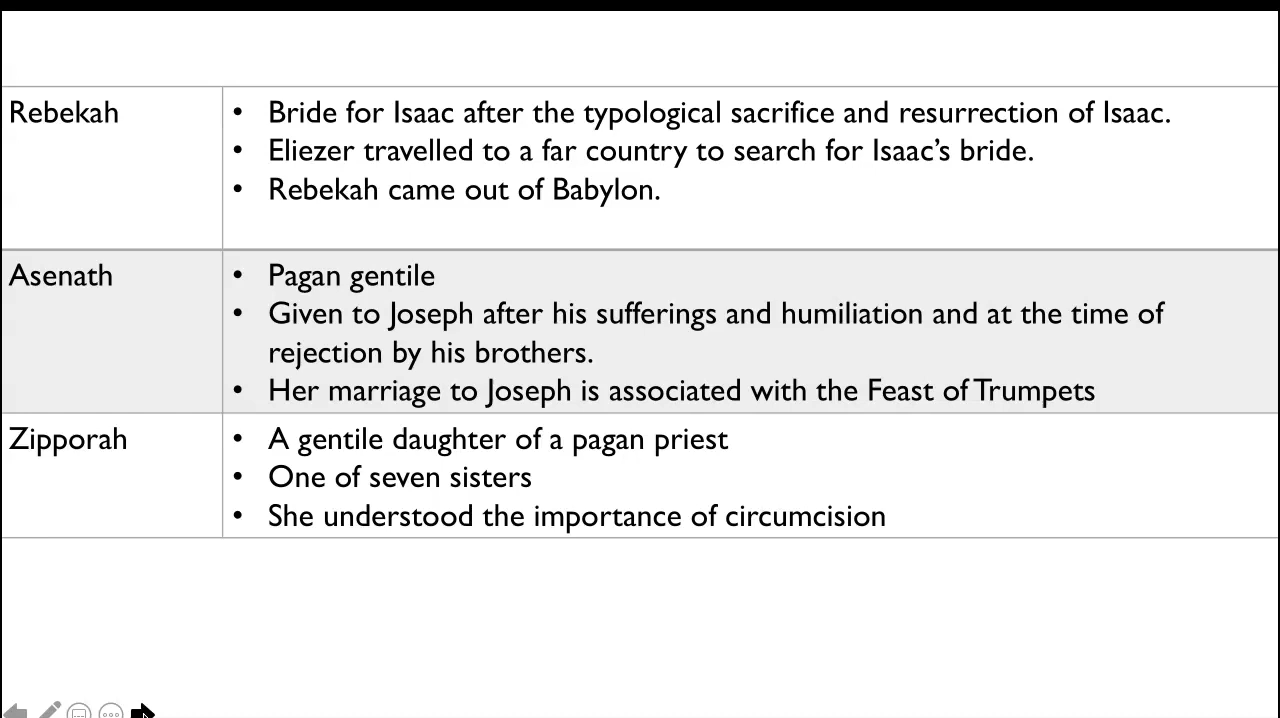 Rebekah
• Bride for Isaac after the typological sacrifice and resurrection of Isaac.
• Eliezer travelled to a far country to search for Isaac’s bride.
• Rebekah came out of Babylon.
Asenath
• Pagan gentile
• Given to Joseph after his sufferings and humiliation and at the time of
rejection by his brothers.
• Her marriage to Joseph is associated with the Feast of Trumpets
Zipporah
• A gentile daughter of a pagan priest
• One of seven sisters
• She understood the importance of circumcision